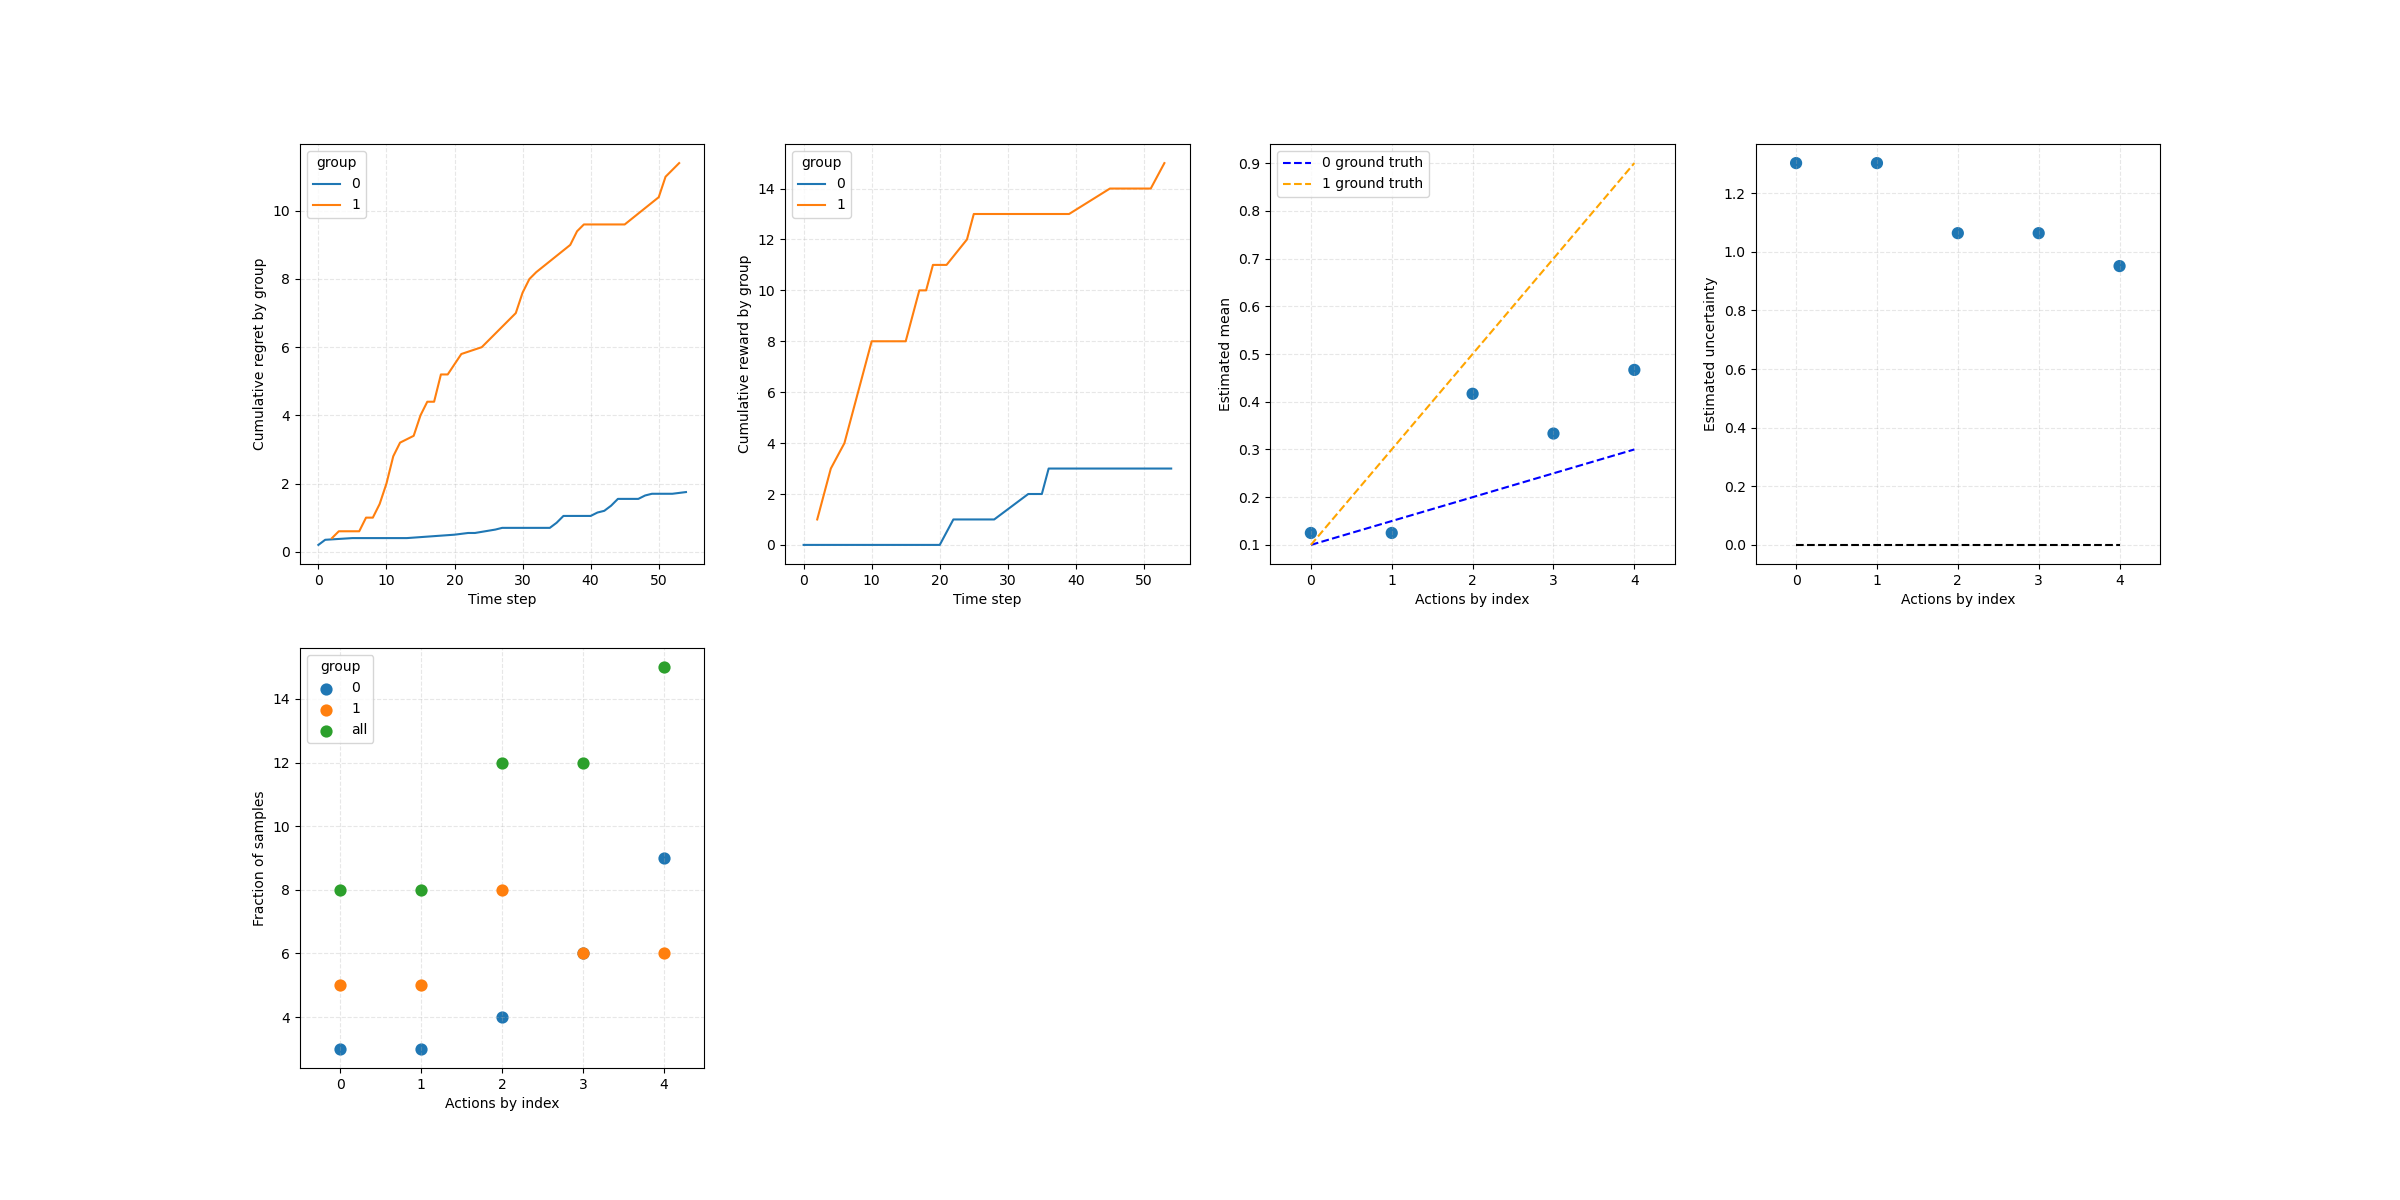 group
0
1
10
8
6
4
2
0
Cumulative regret by group
0 10 20 30 40 50
Time step
group
0
1
14
12
10
8
6
4
2
0
Cumulative reward by group
0 10 20 30 40 50
Time step
0 ground truth
1 ground truth
0.9
0.8
0.7
0.6
0.5
0.4
0.3
0.2
0.1
Estimated mean
0 1 2 3 4
Actions by index
1.2
1.0
0.8
0.6
0.4
0.2
0.0
Estimated uncertainty
0 1 2 3 4
Actions by index
group
0
1
all
14
12
10
8
6
4
Fraction of samples
0 1 2 3 4
Actions by index